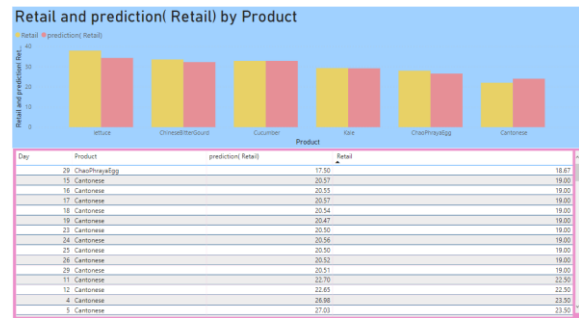 Retail and prediction( Retail) by Product
Retail prediction( Retail)
Retail and prediction( Ret...
40
30
20
10
0
lettuce ChineseBitterGourd Cucumber Kale ChaoPhrayaEgg Cantonese
Product
Day Product prediction( Retail) Retail
29 ChaoPhrayaEgg 17.50 18.67
15 Cantonese 20.57 19.00
16 Cantonese 20.55 19.00
17 Cantonese 20.57 19.00
18 Cantonese 20.54 19.00
19 Cantonese 20.47 19.00
23 Cantonese 20.50 19.00
24 Cantonese 20.56 19.00
25 Cantonese 20.50 19.00
26 Cantonese 20.52 19.00
29 Cantonese 20.51 19.00
11 Cantonese 22.70 22.50
12 Cantonese 22.65 22.50
4 Cantonese 26.98 23.50
5 Cantonese 27.03 23.50